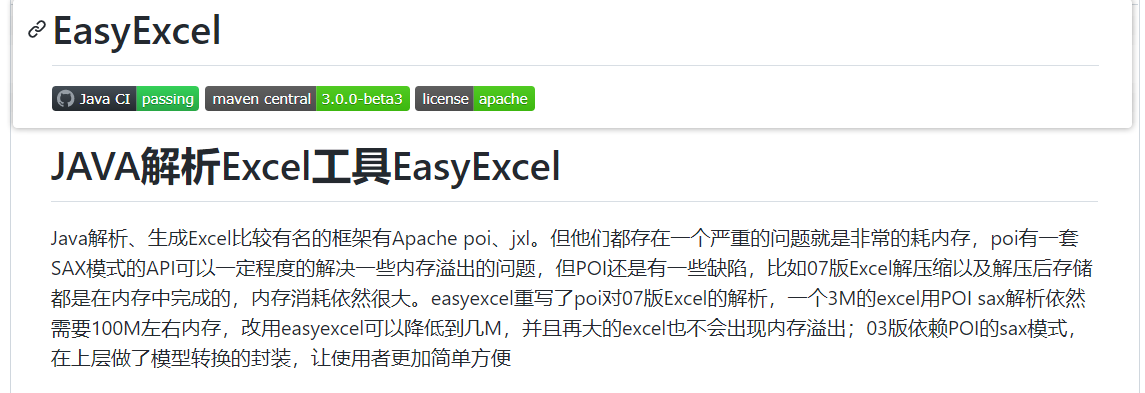 EasyExcel
Java CI passing maven central 3.0.0-beta3 license apache
JAVA解析Excel工具EasyExcel
Java解析、生成Excel比较有名的框架有Apache poi、jxl。但他们都存在一个严重的问题就是非常的耗内存，poi有一套
SAX模式的API可以一定程度的解决一些内存溢出的问题，但POI还是有一些缺陷，比如07版Excel解压缩以及解压后存储
都是在内存中完成的，内存消耗依然很大。easyexcel重写了poi对07版Excel的解析，一个3M的excel用POI sax解析依然
需要100M左右内存，改用easyexcel可以降低到几M，并且再大的excel也不会出现内存溢出；03版依赖POI的sax模式，
在上层做了模型转换的封装，让使用者更加简单方便